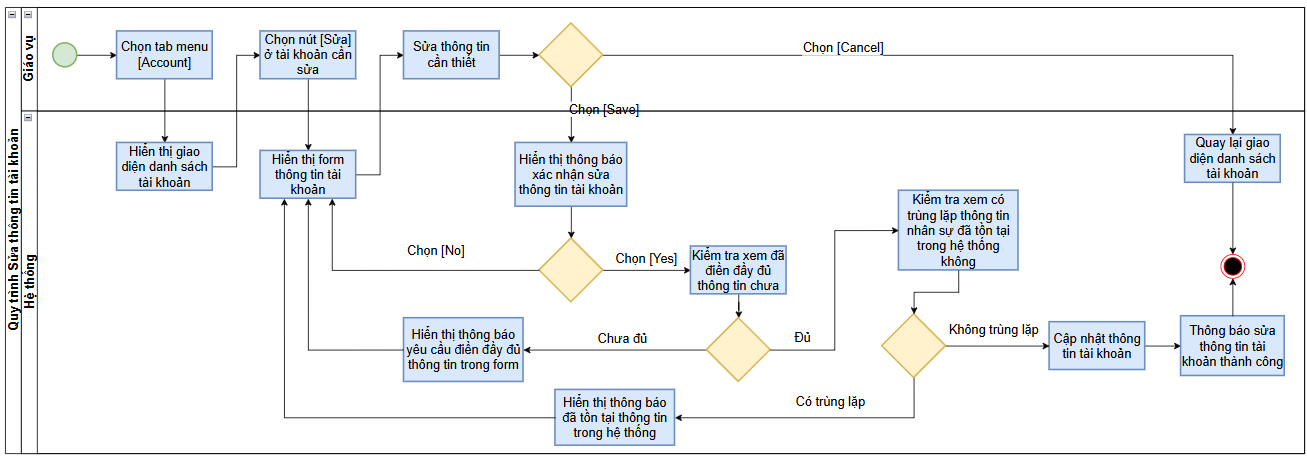 Quy trình Sửa thông tin tài khoản
Giáo vụ
Chọn tab menu
[Account]
Chọn nút [Sửa]
ở tài khoản cần
sửa
Sửa thông tin
cần thiết
Chọn [Cancel]
Chọn [Save]
Hệ thống
Hiển thị giao
diện danh sách
tài khoản
Hiển thị form
thông tin tài
khoản
Hiển thị thông báo
xác nhận sửa
thông tin tài khoản
Quay lại giao
diện danh sách
tài khoản
Chọn [No]
Chọn [Yes]
Kiểm tra xem đã
điền đầy đủ
thông tin chưa
Kiểm tra xem có
trùng lặp thông tin
nhân sự đã tồn tại
trong hệ thống
không
Hiển thị thông báo
yêu cầu điền đầy đủ
thông tin trong form
Chưa đủ
Đủ
Không trùng lặp
Cập nhật thông
tin tài khoản
Thông báo sửa
thông tin tài
khoản thành công
Hiển thị thông báo
đã tồn tại thông tin
trong hệ thống
Có trùng lặp